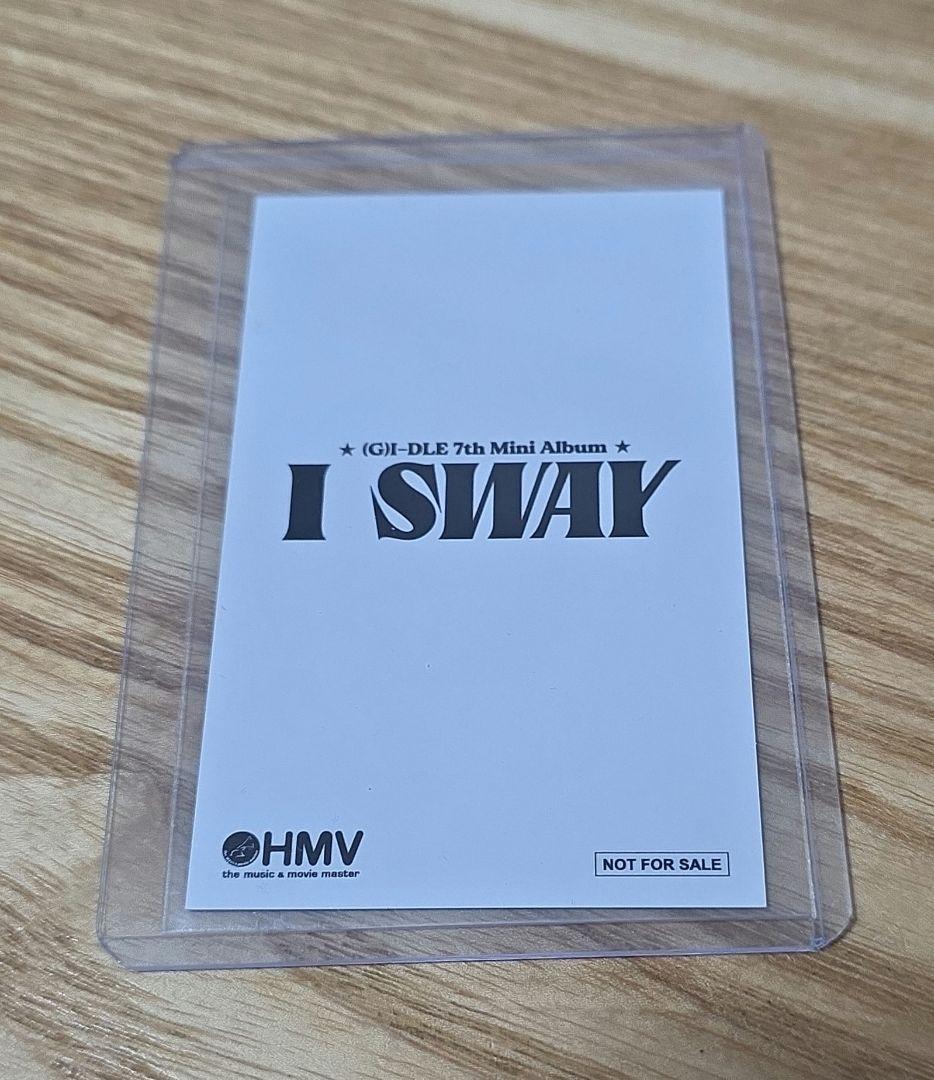 ★ (G)I-DLE 7th Mini Album ★
I SWAY
HMV
the music & movie master
NOT FOR SALE